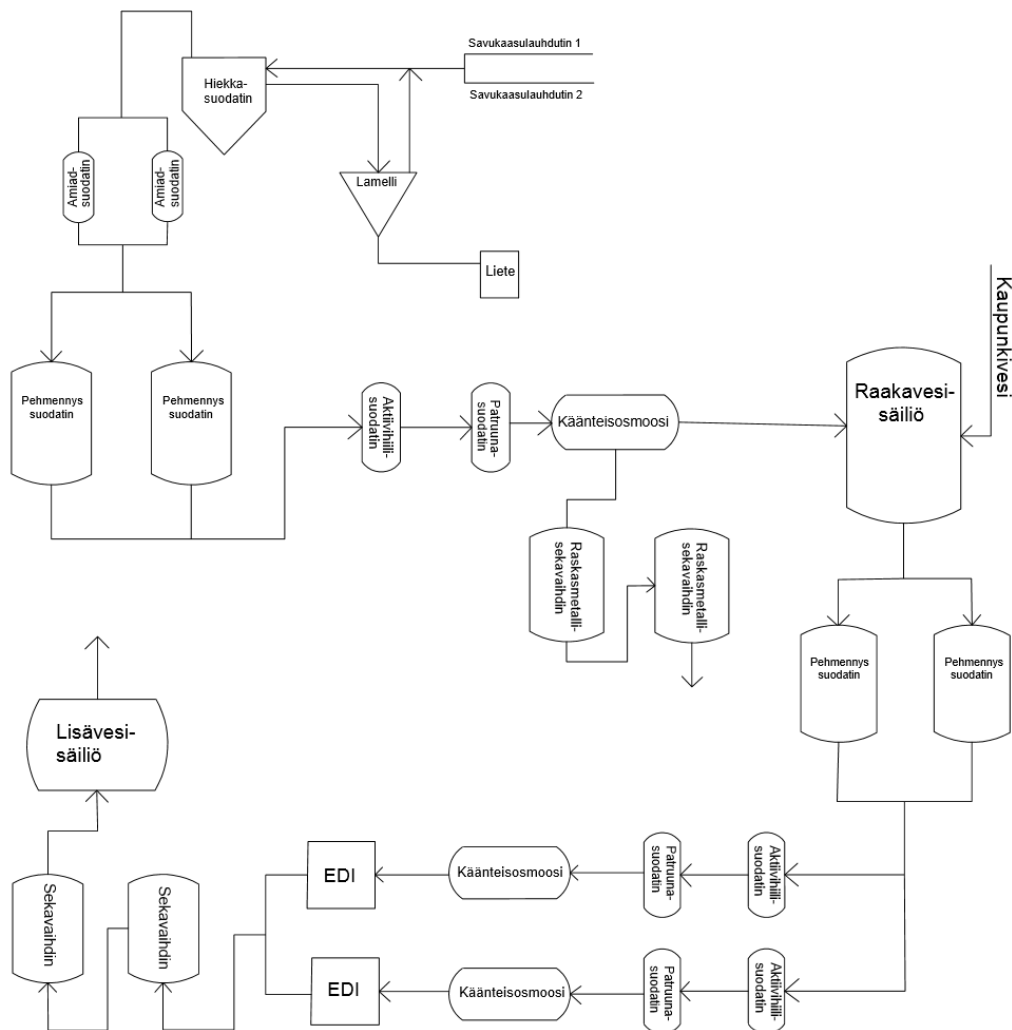 Savukaasulauhdutin 1
Savukaasulauhdutin 2
Hiekka-
suodatin
Amiad-
suodatin
Amiad-
suodatin
Lamelli
Liete
Kaupunkivesi
Pehmennys
suodatin
Pehmennys
suodatin
Aktiivihiili-
suodatin
Patruuna-
suodatin
Käänteisosmoosi
Raakavesi-
säiliö
Raskasmetalli-
sekavaihdin
Raskasmetalli-
sekavaihdin
Pehmennys
suodatin
Pehmennys
suodatin
Lisävesi-
säiliö
Sekavaihdin
Sekavaihdin
EDI
Käänteisosmoosi
Patruuna-
suodatin
Aktiivihiili-
suodatin
EDI
Käänteisosmoosi
Patruuna-
suodatin
Aktiivihiili-
suodatin